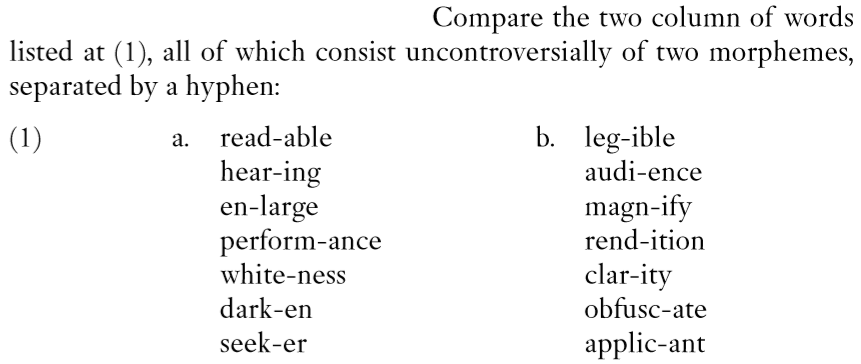 Compare the two column of words
listed at (1), all of which consist uncontroversially of two morphemes,
separated by a hyphen:
(1) a. read-able b. leg-ible
hear-ing audi-ence
en-large magn-ify
perform-ance rend-ition
white-ness clar-ity
dark-en obfusc-ate
seek-er applic-ant